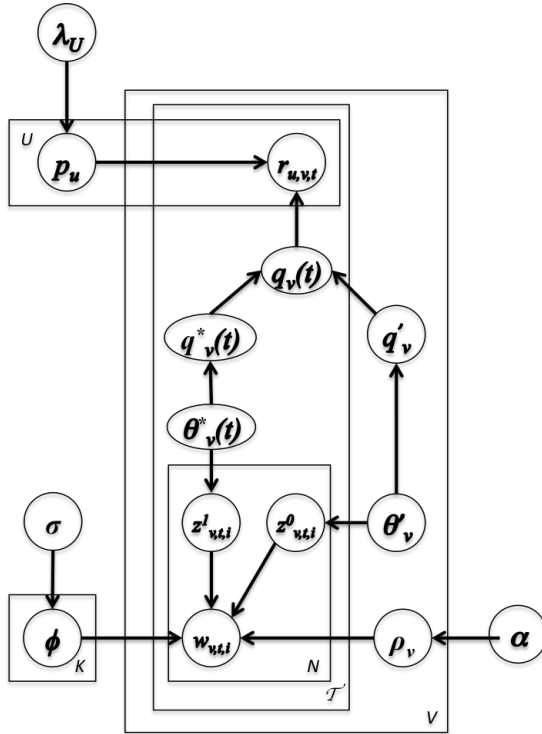 λ_U
U
p_u
r_{u,v,t}
q_v(t)
q*_v(t)
q'_v
θ*_v(t)
σ
z^1_{v,t,i}
z^0_{v,t,i}
θ'_v
ϕ
K
w_{v,t,i}
N
ρ_v
α
𝒯
V